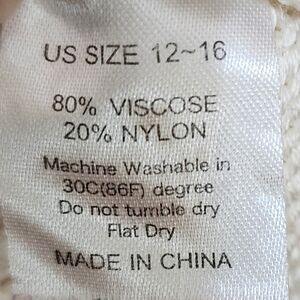 US SIZE 12~16
80% VISCOSE
20% NYLON
Machine Washable in
30C(86F) degree
Do not tumble dry
Flat Dry
MADE IN CHINA